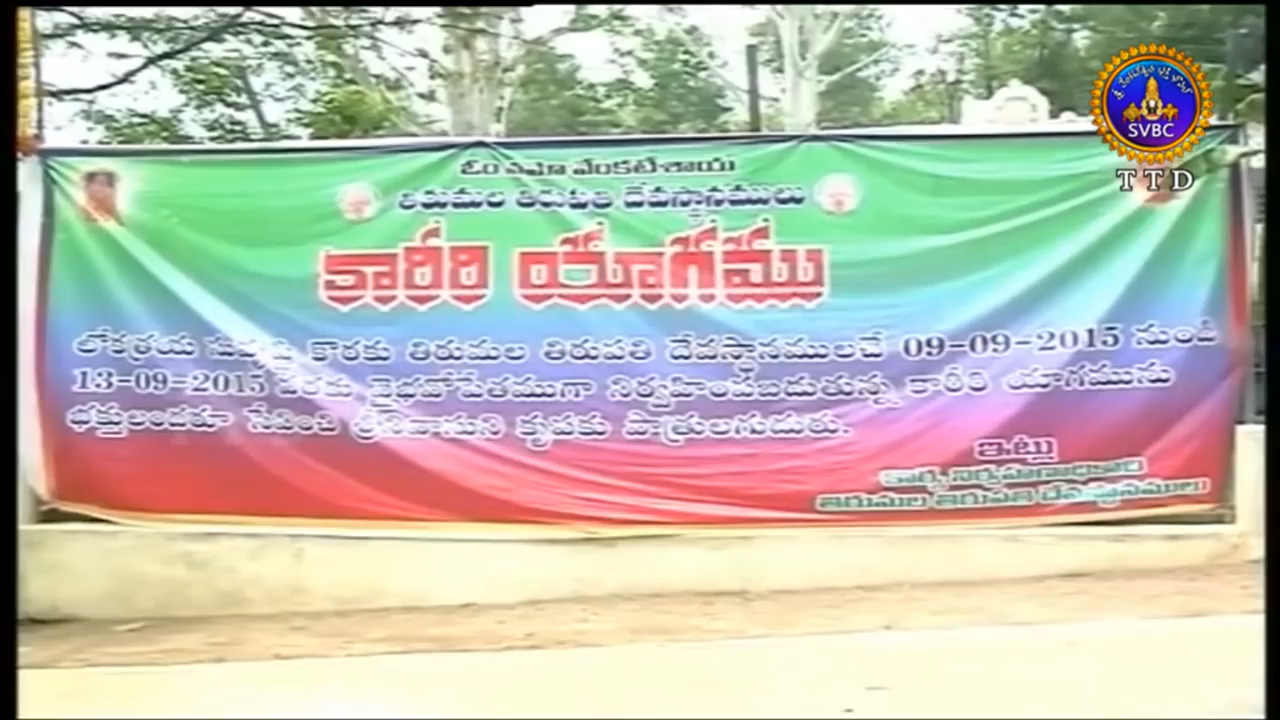 ఓం నమో వేంకటేశాయ
తిరుమల తిరుపతి దేవస్థానములు
కారీరి యాగము
కొరకు తిరుమల తిరుపతి దేవస్థానములచే 09-09-2015 నుండి
13-09-2015 వరకు వైభవోపేతముగా నిర్వహింపబడుతున్న కారీరి యాగమును
భక్తులందరూ సేవించి శ్రీనివాసుని కృపకు పాత్రులగుదురు.
ఇట్లు
కార్యనిర్వహణాధికారి
తిరుమల తిరుపతి దేవస్థానములు
SVBC
TTD